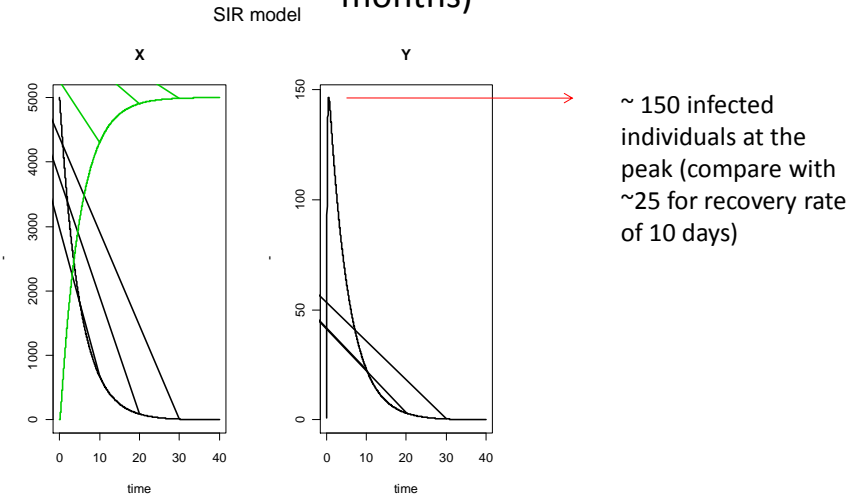 months)
SIR model
X
Y
5000
4000
3000
2000
1000
0
0 10 20 30 40
time
150
100
50
0
0 10 20 30 40
time
~ 150 infected
individuals at the
peak (compare with
~25 for recovery rate
of 10 days)